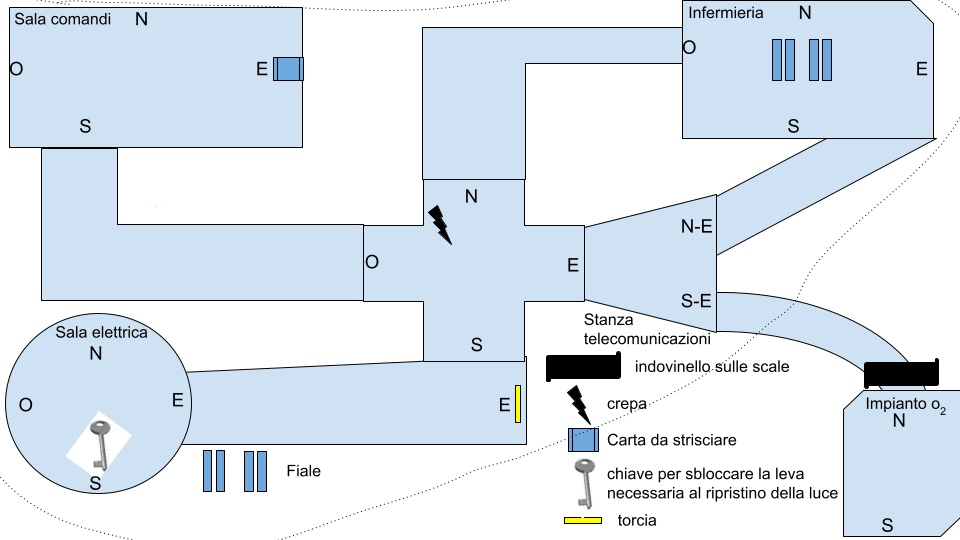 Sala comandi
N
O
E
S
Infermieria
N
O
E
S
N
O
E
S
N-E
S-E
Stanza
telecomunicazioni
Sala elettrica
N
O
E
S
E
Fiale
indovinello sulle scale
crepa
Carta da strisciare
chiave per sbloccare la leva
necessaria al ripristino della luce
torcia
Impianto o2
N
S